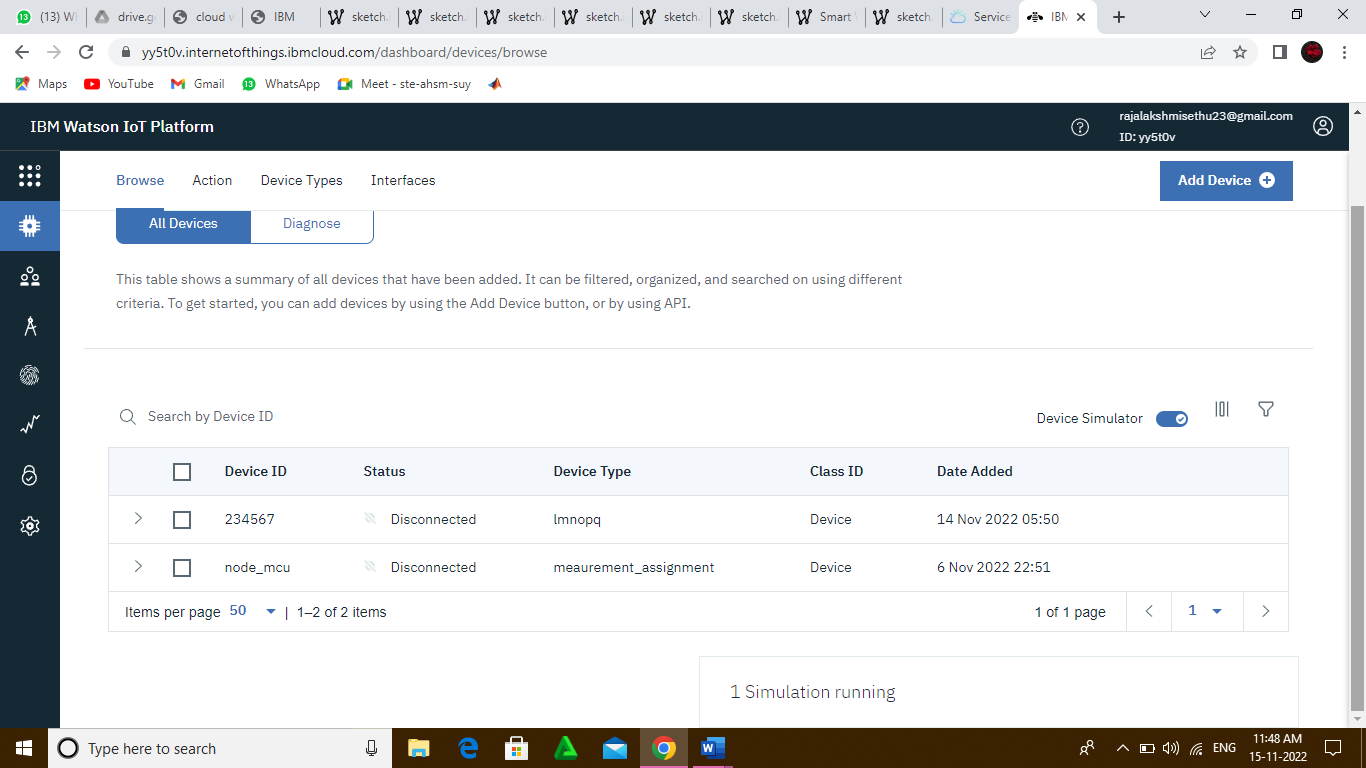 (13) W
drive.g
cloud w
IBM
sketch.
sketch.
sketch.
sketch.
sketch.
sketch.
Smart
sketch.
Service
IBM
yy5t0v.internetofthings.ibmcloud.com/dashboard/devices/browse
Maps
YouTube
Gmail
13
WhatsApp
Meet - ste-ahsm-suy
IBM Watson IoT Platform
rajalakshmisethu23@gmail.com
ID: yy5t0v
Browse
Action
Device Types
Interfaces
Add Device
All Devices
Diagnose
This table shows a summary of all devices that have been added. It can be filtered, organized, and searched on using different
criteria. To get started, you can add devices by using the Add Device button, or by using API.
Search by Device ID
Device Simulator
Device ID Status Device Type Class ID Date Added
234567 Disconnected lmnopq Device 14 Nov 2022 05:50
node_mcu Disconnected meaurement_assignment Device 6 Nov 2022 22:51
Items per page 50 | 1–2 of 2 items
1 of 1 page
1
1 Simulation running
Type here to search
ENG
11:48 AM
15-11-2022